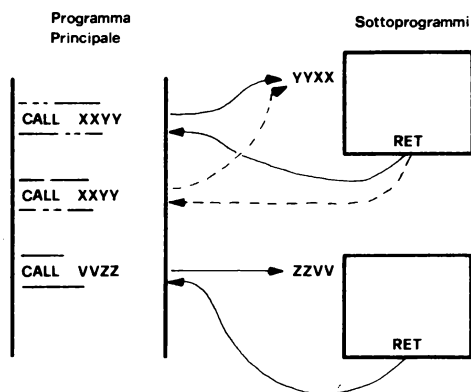 Programma
Principale
Sottoprogrammi
CALL XXYY
YYXX
RET
CALL XXYY
CALL VVZZ
ZZVV
RET